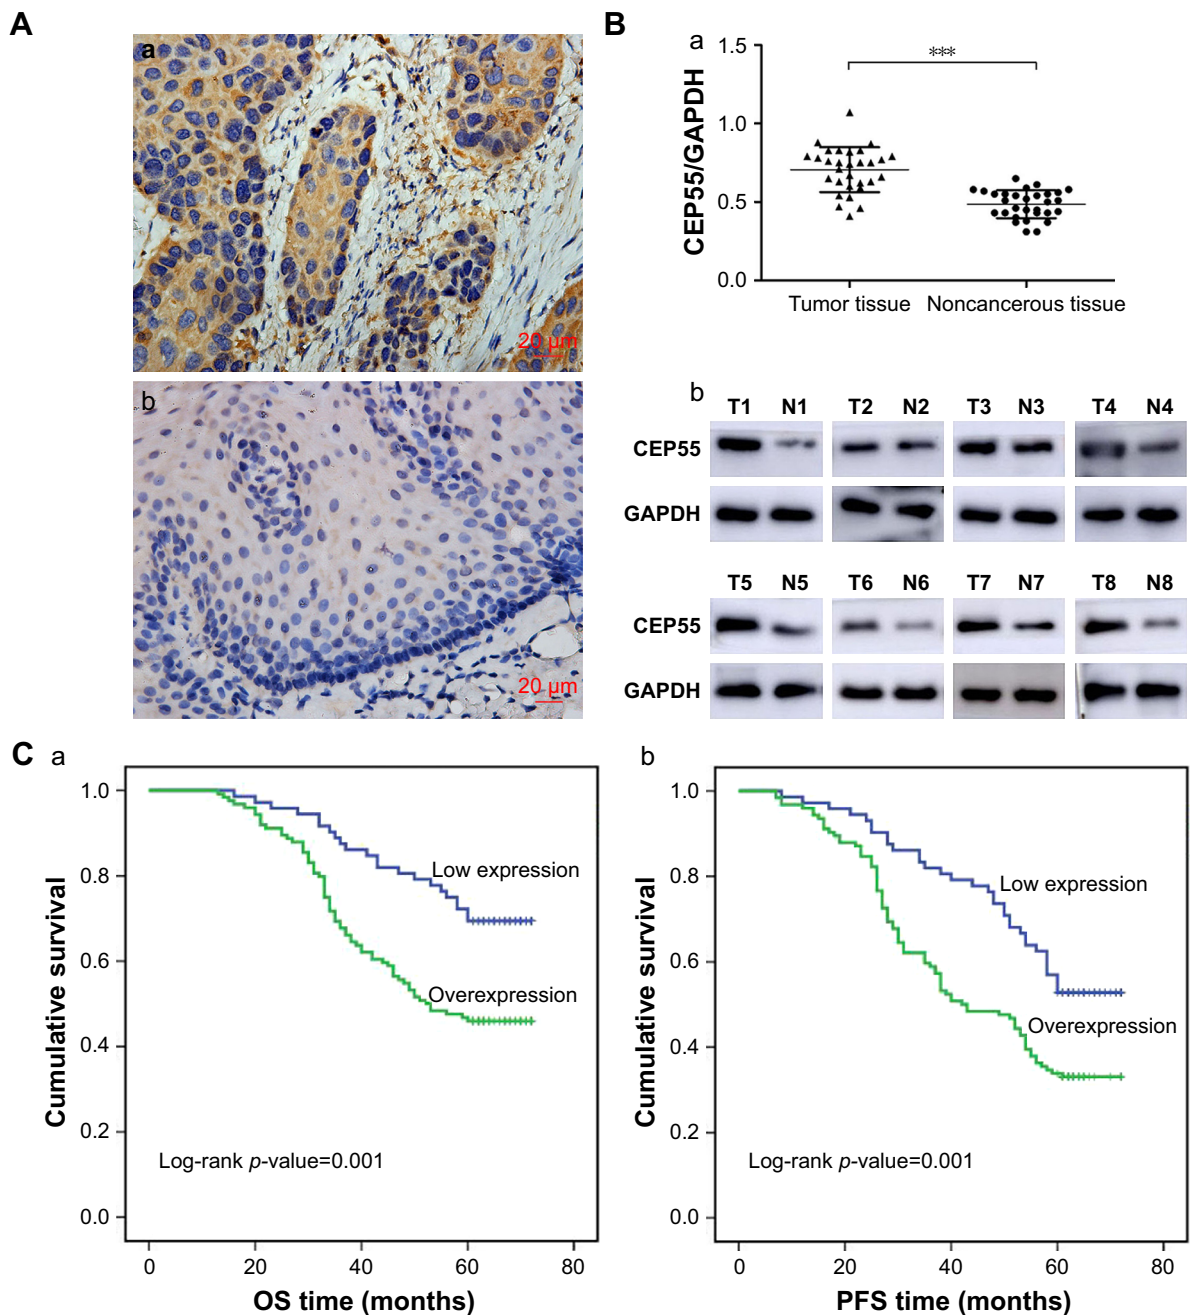 A
a
20 µm
b
20 µm
B
a
CEP55/GAPDH
1.5
1.0
0.5
0.0
***
Tumor tissue
Noncancerous tissue
b
T1 N1 T2 N2 T3 N3 T4 N4
CEP55
GAPDH
T5 N5 T6 N6 T7 N7 T8 N8
CEP55
GAPDH
C
a
Cumulative survival
1.0
0.8
0.6
0.4
0.2
0.0
Low expression
Overexpression
Log-rank p-value=0.001
0 20 40 60 80
OS time (months)
b
Cumulative survival
1.0
0.8
0.6
0.4
0.2
0.0
Low expression
Overexpression
Log-rank p-value=0.001
0 20 40 60 80
PFS time (months)